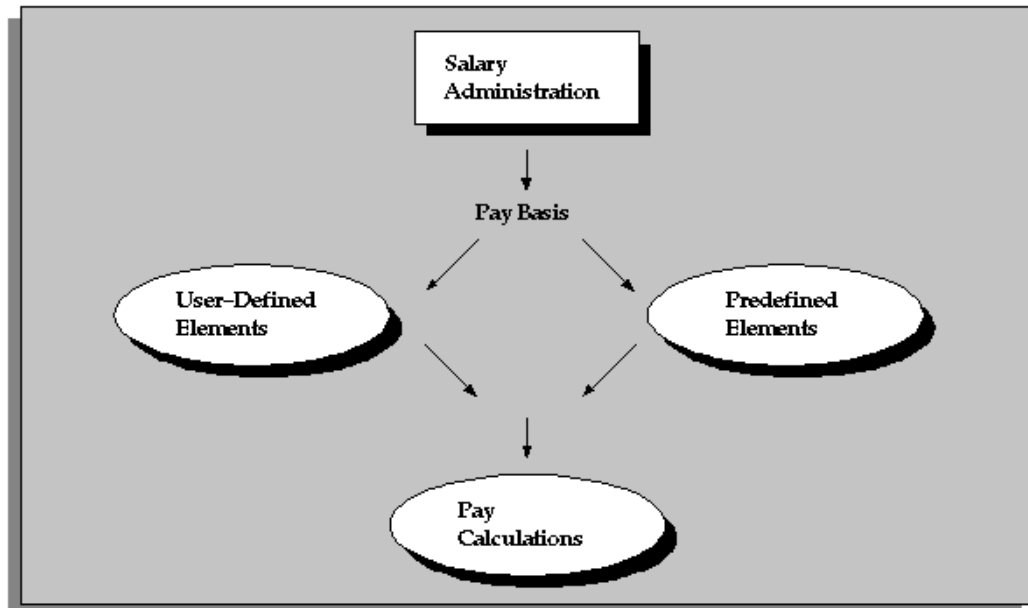 Salary
Administration
Pay Basis
User-Defined
Elements
Predefined
Elements
Pay
Calculations